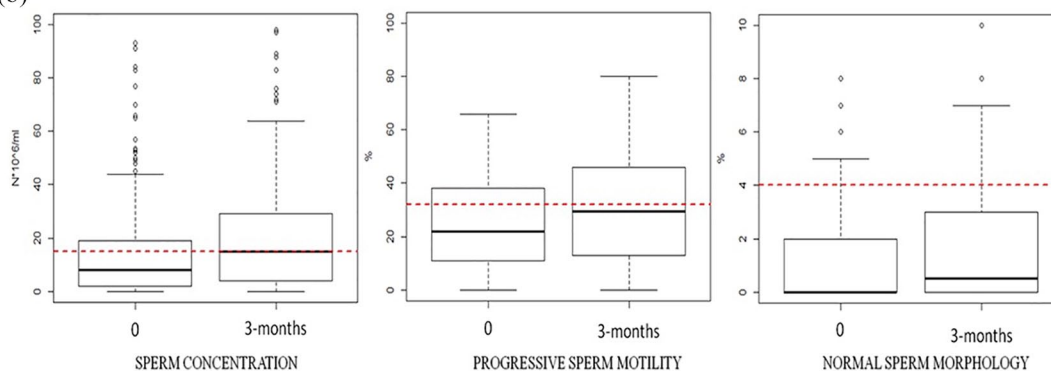 N*10^6/ml
0 20 40 60 80 100
0 3-months
SPERM CONCENTRATION
%
0 20 40 60 80 100
0 3-months
PROGRESSIVE SPERM MOTILITY
%
0 2 4 6 8 10
0 3-months
NORMAL SPERM MORPHOLOGY